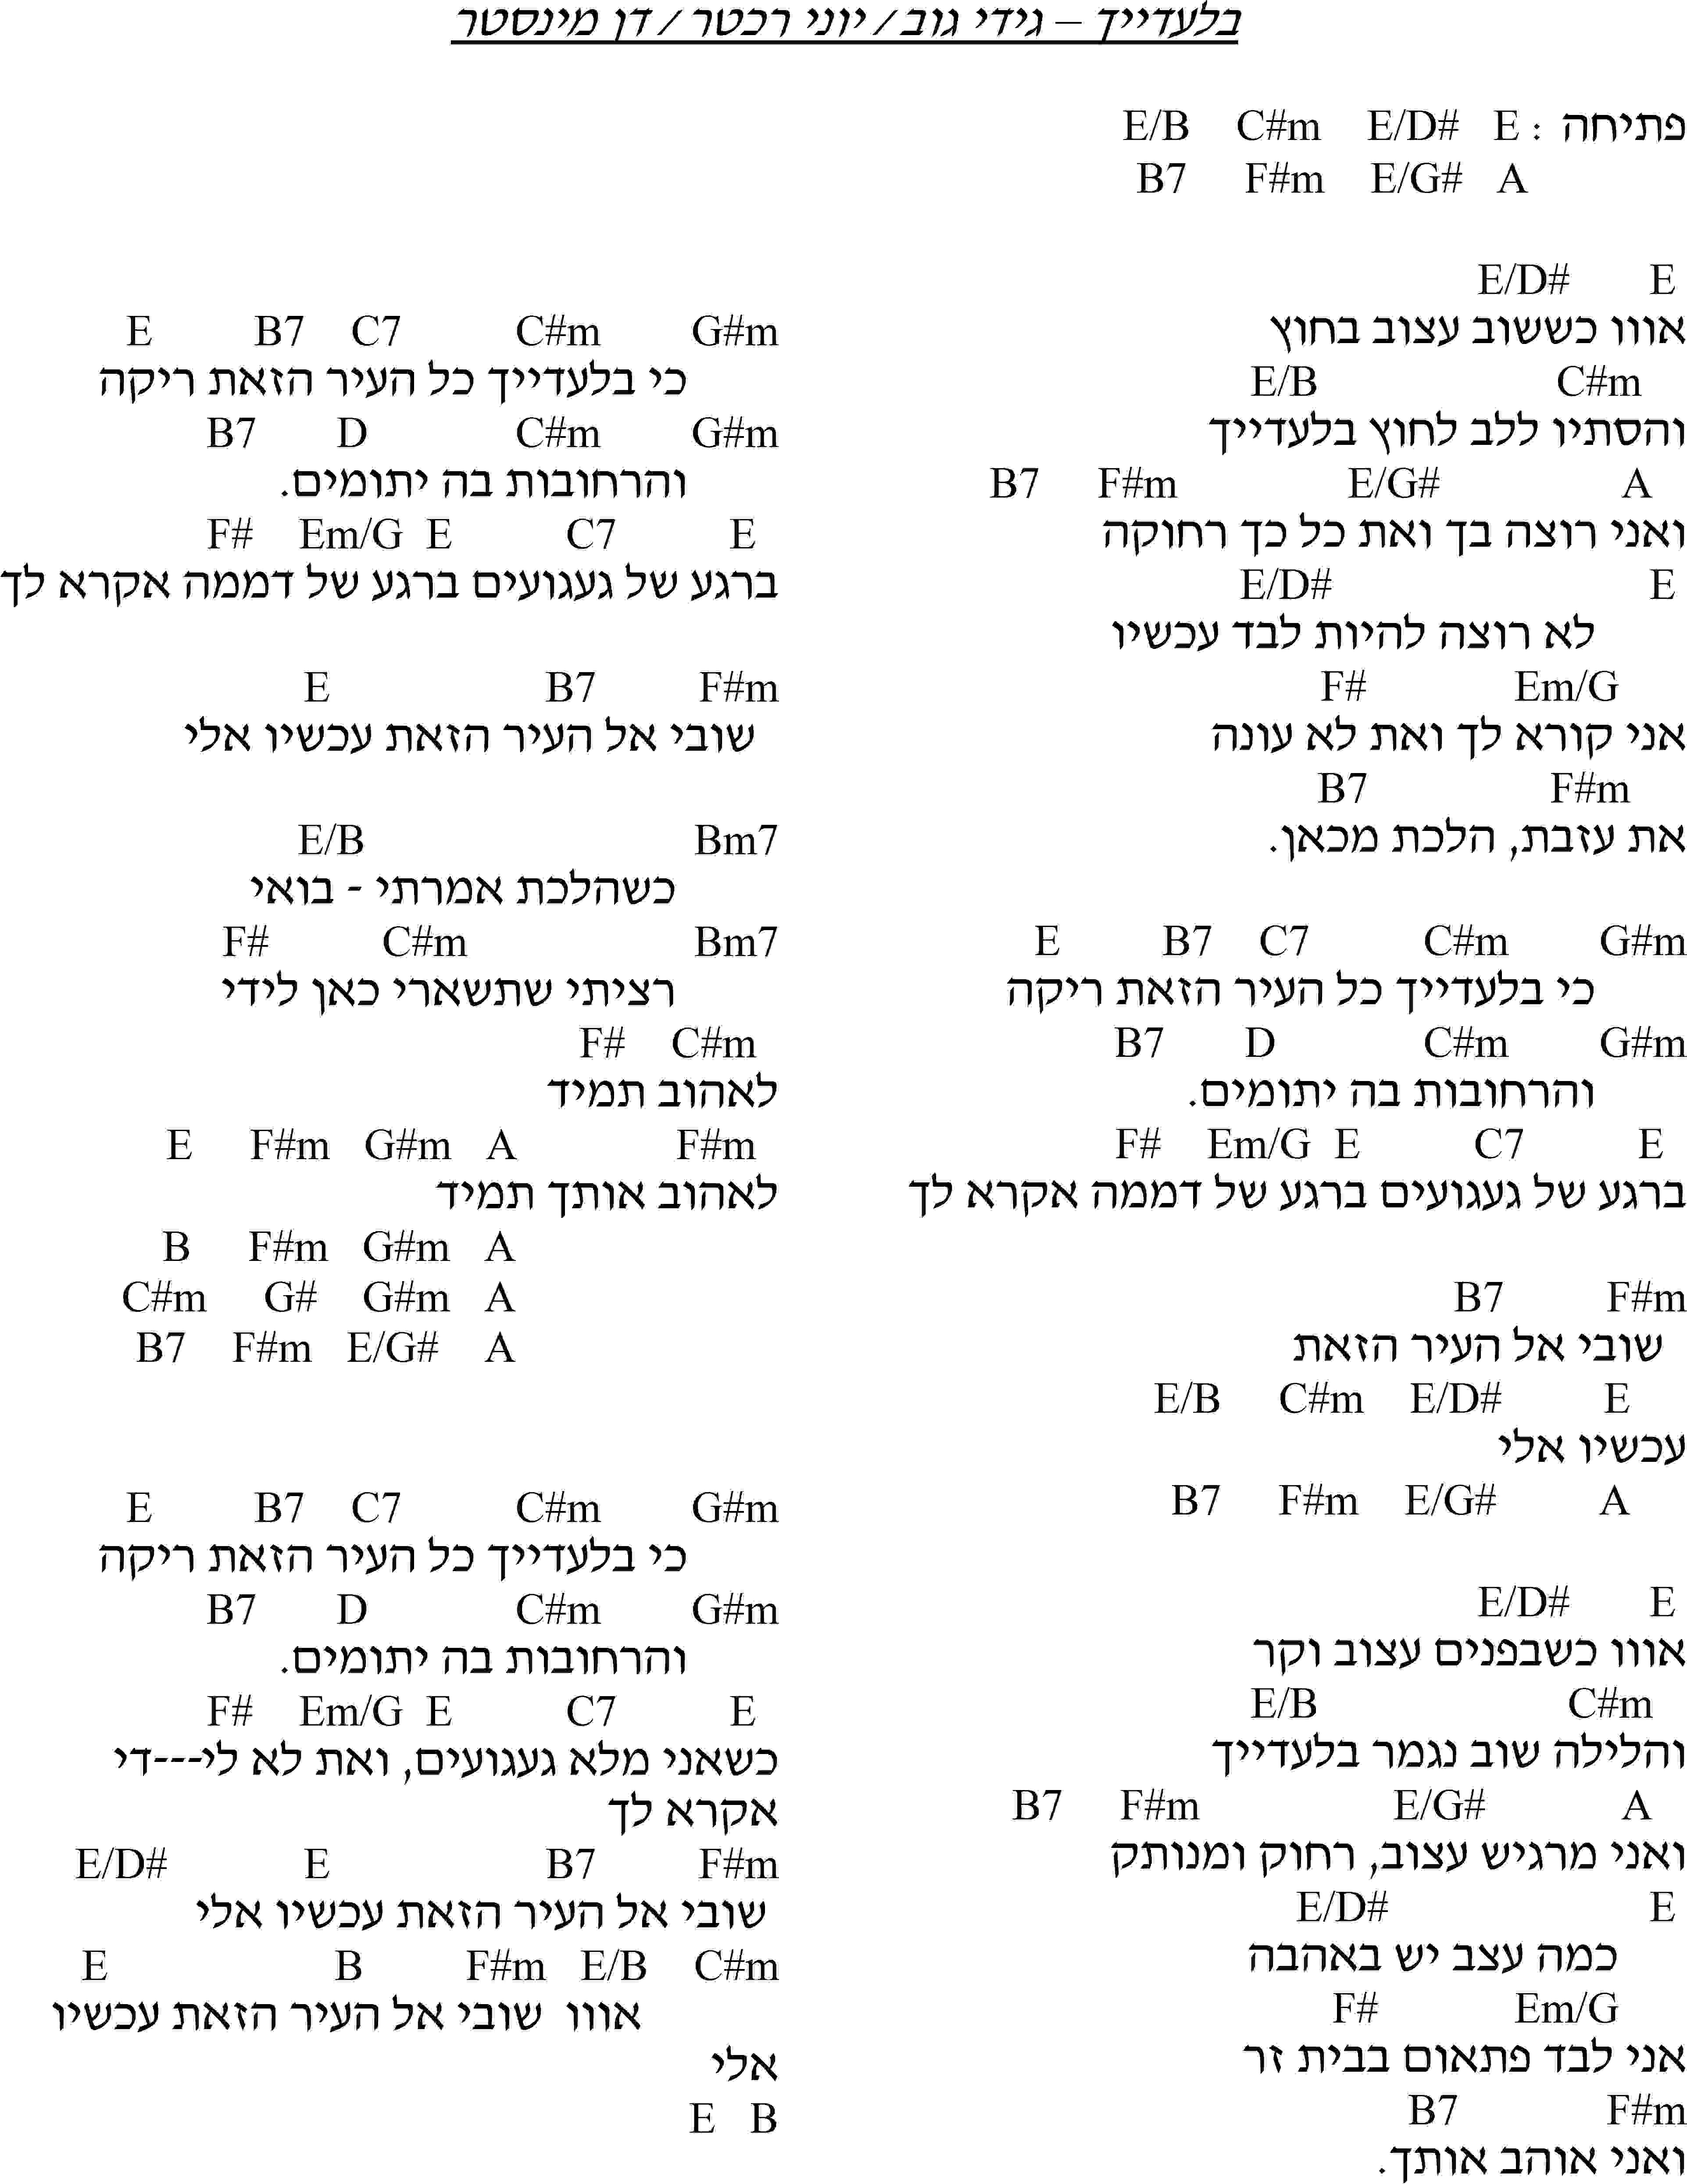 בלעדייך – גידי גוב / יוני רכטר / דן מינסטר
פתיחה : E E/D# C#m E/B
A E/G# F#m B7
E E/D#
אווו כששוב עצוב בחוץ
C#m E/B
והסתיו ללב לחוץ בלעדייך
A E/G# F#m B7
ואני רוצה בך ואת כל כך רחוקה
E E/D#
לא רוצה להיות לבד עכשיו
Em/G F#
אני קורא לך ואת לא עונה
F#m B7
את עזבת, הלכת מכאן.
G#m C#m C7 B7 E
כי בלעדייך כל העיר הזאת ריקה
G#m C#m D B7
והרחובות בה יתומים.
E C7 E Em/G F#
ברגע של געגועים ברגע של דממה אקרא לך
F#m B7
שובי אל העיר הזאת
E E/D# C#m E/B
עכשיו אלי
A E/G# F#m B7
E E/D#
אווו כשבפנים עצוב וקר
C#m E/B
והלילה שוב נגמר בלעדייך
A E/G# F#m B7
ואני מרגיש עצוב, רחוק ומנותק
E E/D#
כמה עצב יש באהבה
Em/G F#
אני לבד פתאום בבית זר
F#m B7
ואני אוהב אותך.
G#m C#m C7 B7 E
כי בלעדייך כל העיר הזאת ריקה
G#m C#m D B7
והרחובות בה יתומים.
E C7 E Em/G F#
ברגע של געגועים ברגע של דממה אקרא לך
F#m B7 E
שובי אל העיר הזאת עכשיו אלי
Bm7 E/B
כשהלכת אמרתי - בואי
Bm7 C#m F#
רציתי שתשארי כאן לידי
C#m F#
לאהוב תמיד
F#m A G#m F#m E
לאהוב אותך תמיד
A G#m F#m B
A G#m G# C#m
A E/G# F#m B7
G#m C#m C7 B7 E
כי בלעדייך כל העיר הזאת ריקה
G#m C#m D B7
והרחובות בה יתומים.
E C7 E Em/G F#
כשאני מלא געגועים, ואת לא לי---די
אקרא לך
F#m B7 E E/D#
שובי אל העיר הזאת עכשיו אלי
C#m E/B F#m B E
אווו שובי אל העיר הזאת עכשיו
אלי
B E